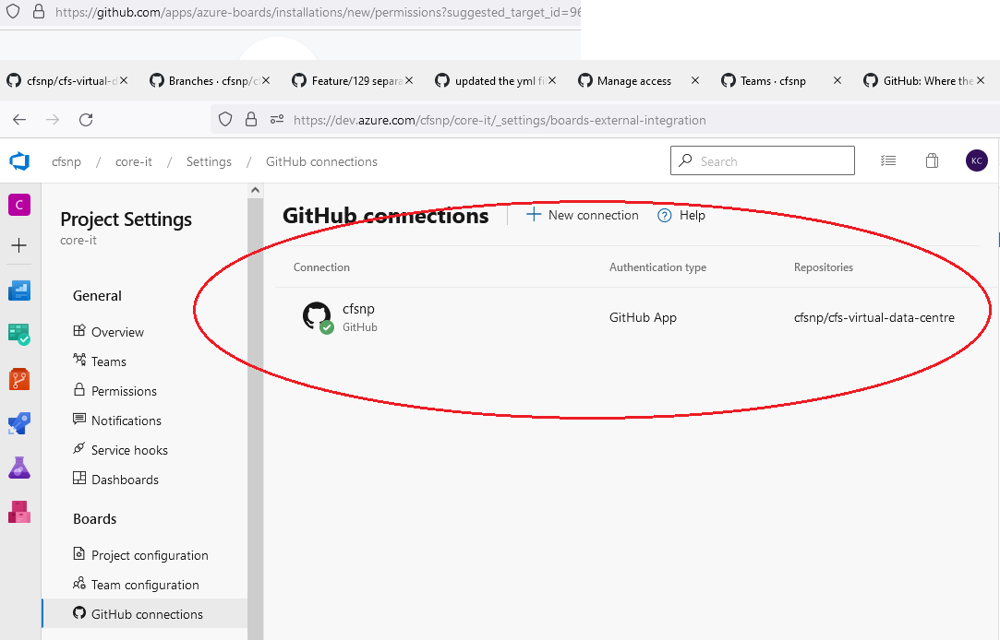 https://github.com/apps/azure-boards/installations/new/permissions?suggested_target_id=96
cfsnp/cfs-virtual-d
Branches · cfsnp/c
Feature/129 separa
updated the yml fi
Manage access
Teams · cfsnp
GitHub: Where the
https://dev.azure.com/cfsnp/core-it/_settings/boards-external-integration
cfsnp / core-it / Settings / GitHub connections
Search
KC
C
Project Settings
core-it
General
Overview
Teams
Permissions
Notifications
Service hooks
Dashboards
Boards
Project configuration
Team configuration
GitHub connections
GitHub connections
New connection
Help
Connection Authentication type Repositories
cfsnp
GitHub
GitHub App
cfsnp/cfs-virtual-data-centre